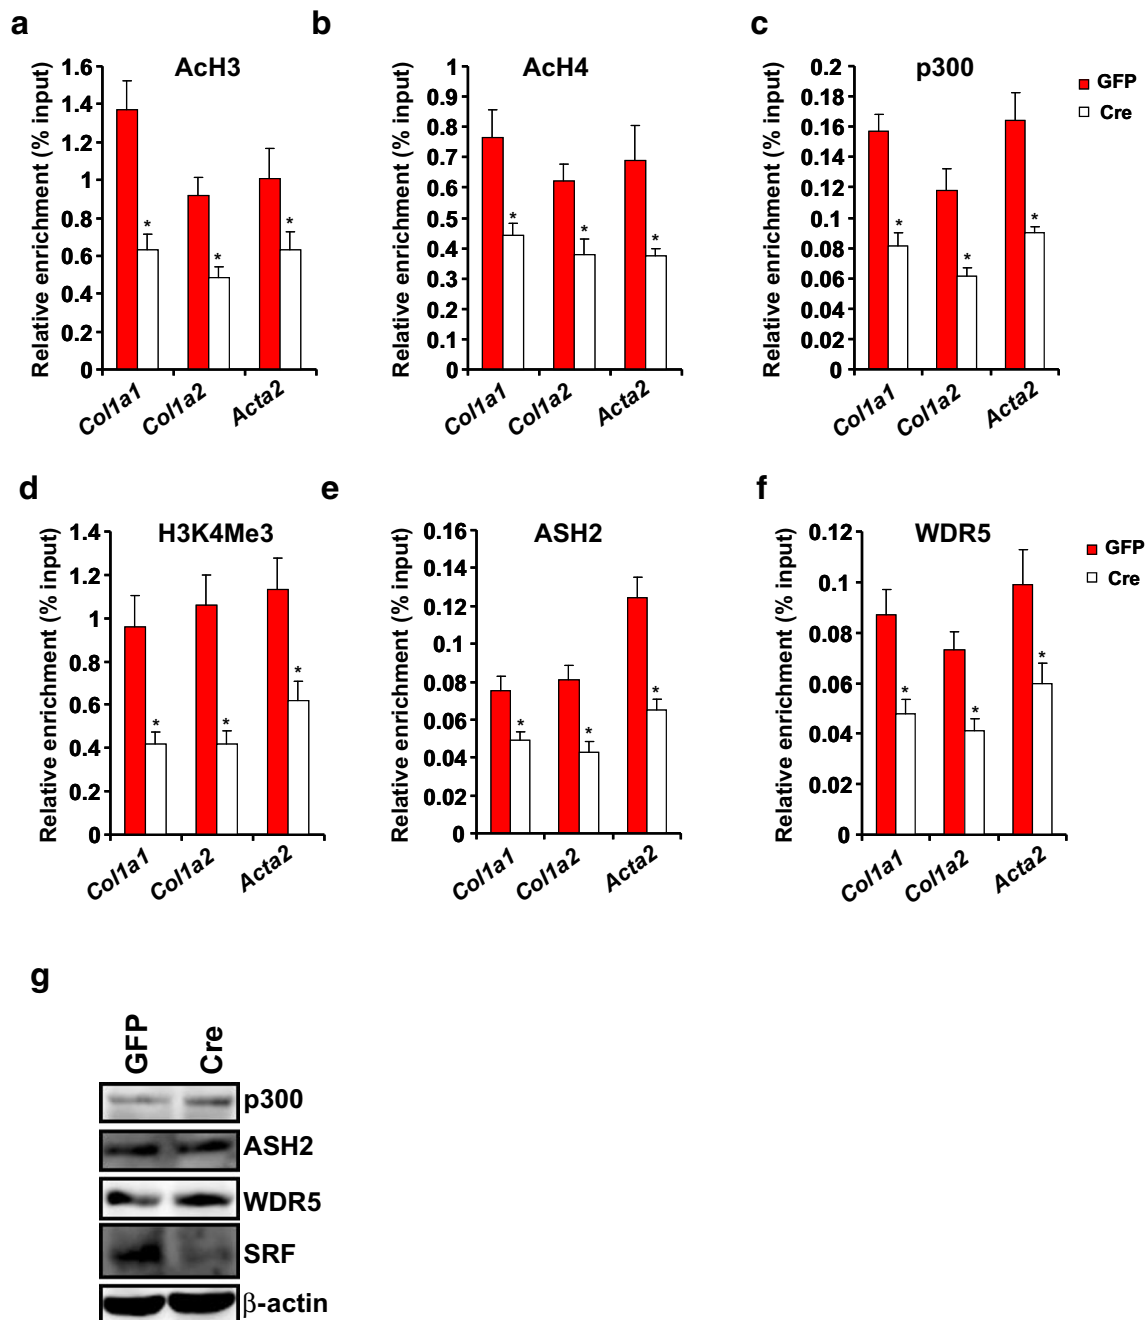 a
AcH3
Relative enrichment (% input)
1.6
1.4
1.2
1
0.8
0.6
0.4
0.2
0
*
*
*
Col1a1
Col1a2
Acta2
b
AcH4
Relative enrichment (% input)
1
0.9
0.8
0.7
0.6
0.5
0.4
0.3
0.2
0.1
0
*
*
*
Col1a1
Col1a2
Acta2
c
p300
Relative enrichment (% input)
0.2
0.18
0.16
0.14
0.12
0.1
0.08
0.06
0.04
0.02
0
*
*
*
Col1a1
Col1a2
Acta2
GFP
Cre
d
H3K4Me3
Relative enrichment (% input)
1.4
1.2
1
0.8
0.6
0.4
0.2
0
*
*
*
Col1a1
Col1a2
Acta2
e
ASH2
Relative enrichment (% input)
0.16
0.14
0.12
0.1
0.08
0.06
0.04
0.02
0
*
*
*
Col1a1
Col1a2
Acta2
f
WDR5
Relative enrichment (% input)
0.12
0.1
0.08
0.06
0.04
0.02
0
*
*
*
Col1a1
Col1a2
Acta2
GFP
Cre
g
GFP
Cre
p300
ASH2
WDR5
SRF
β-actin